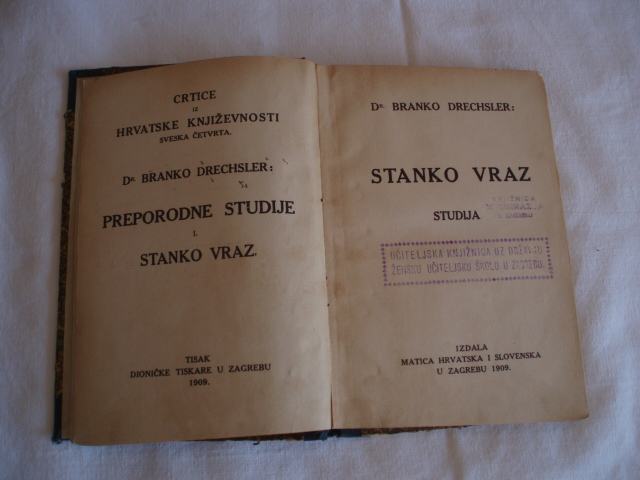 CRTICE
IZ
HRVATSKE KNJIŽEVNOSTI
SVESKA ČETVRTA.
Dr. BRANKO DRECHSLER:
PREPORODNE STUDIJE
I.
STANKO VRAZ.
TISAK
DIONIČKE TISKARE U ZAGREBU
1909.
Dr. BRANKO DRECHSLER:
STANKO VRAZ
STUDIJA
UČITELJSKA KNJIŽNICA UZ DRŽAVNU
ŽENSKU UČITELJSKU ŠKOLU U ZAGREBU.
IZDALA
MATICA HRVATSKA I SLOVENSKA
U ZAGREBU 1909.